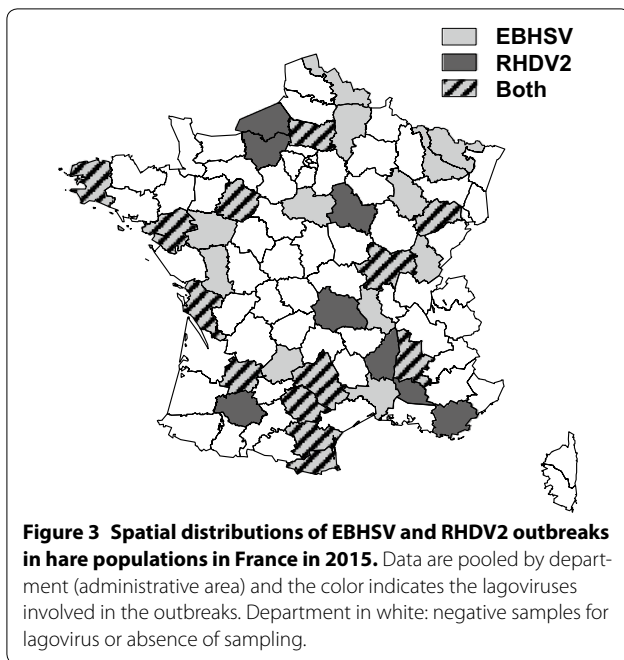 EBHSV
RHDV2
Both
Figure 3 Spatial distributions of EBHSV and RHDV2 outbreaks
in hare populations in France in 2015. Data are pooled by depart-
ment (administrative area) and the color indicates the lagoviruses
involved in the outbreaks. Department in white: negative samples for
lagovirus or absence of sampling.